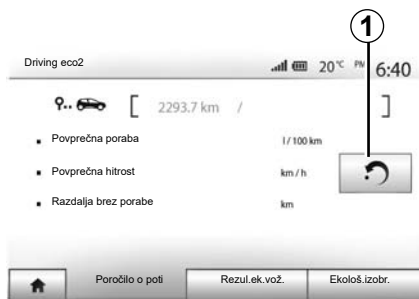 1
Driving eco2 20°C PM 6:40
[ 2293.7 km / ]
Povprečna poraba l / 100 km
Povprečna hitrost km / h
Razdalja brez porabe km
Poročilo o poti Rezul.ek.vož. Ekološ.izobr.